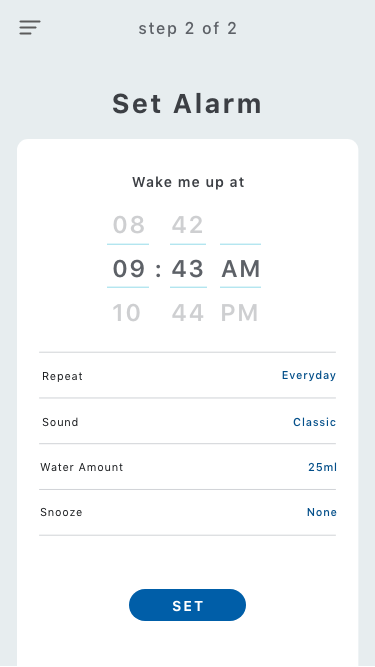 step 2 of 2
Set Alarm
Wake me up at
08 42
09 : 43 AM
10 44 PM
Repeat Everyday
Sound Classic
Water Amount 25ml
Snooze None
SET